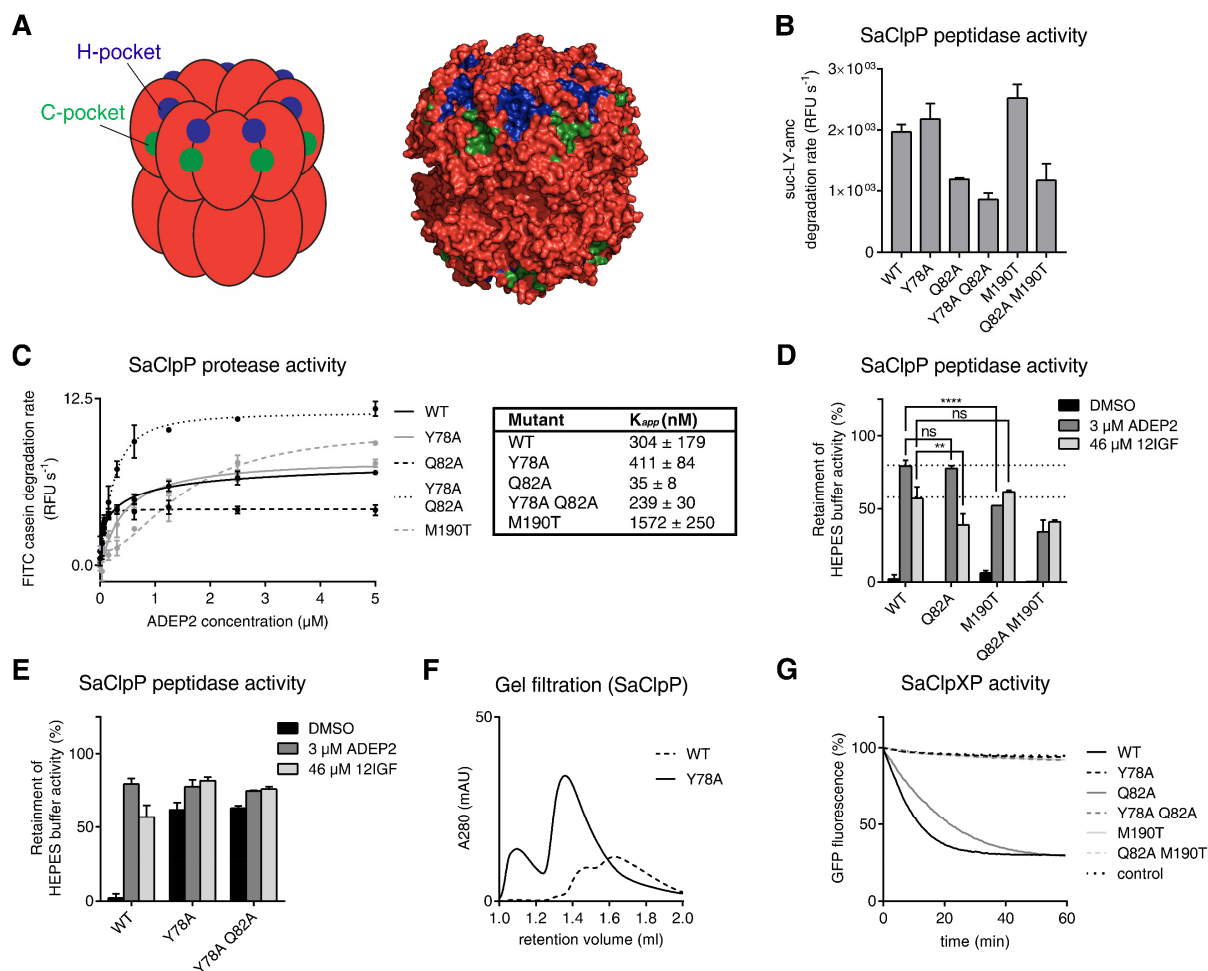 A
H-pocket
C-pocket
B
SaClpP peptidase activity
suc-LY-amc
degradation rate (RFU s⁻¹)
3×10⁰³
2×10⁰³
1×10⁰³
0
WT
Y78A
Q82A
Y78A Q82A
M190T
Q82A M190T
C
SaClpP protease activity
FITC casein degradation rate
(RFU s⁻¹)
12.5
0.0
0 1 2 3 4 5
ADEP2 concentration (µM)
WT
Y78A
Q82A
Y78A
Q82A
M190T
Mutant Kapp (nM)
WT 304 ± 179
Y78A 411 ± 84
Q82A 35 ± 8
Y78A Q82A 239 ± 30
M190T 1572 ± 250
D
SaClpP peptidase activity
Retainment of
HEPES buffer activity (%)
100
50
0
DMSO
3 µM ADEP2
46 µM 12IGF
****
ns
ns
**
WT
Q82A
M190T
Q82A M190T
E
SaClpP peptidase activity
Retainment of
HEPES buffer activity (%)
100
50
0
DMSO
3 µM ADEP2
46 µM 12IGF
WT
Y78A
Y78A Q82A
F
Gel filtration (SaClpP)
A280 (mAU)
50
0
1.0 1.2 1.4 1.6 1.8 2.0
retention volume (ml)
WT
Y78A
G
SaClpXP activity
GFP fluorescence (%)
100
50
0
0 20 40 60
time (min)
WT
Y78A
Q82A
Y78A Q82A
M190T
Q82A M190T
control